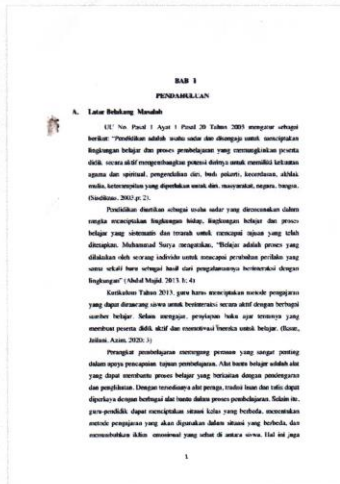 BAB 1
PENDAHULUAN
A. Latar Belakang Masalah
UU No. Pasal 1 Ayat 1 Pasal 20 Tahun 2003 mengatur sebagai
berikut: "Pendidikan adalah usaha sadar dan disengaja untuk menciptakan
lingkungan belajar dan proses pembelajaran yang memungkinkan peserta
didik secara aktif mengembangkan potensi dirinya untuk memiliki kekuatan
agama dan spiritual, pengendalian diri, budi pekerti, kecerdasan, akhlak
mulia, keterampilan yang diperlukan untuk diri, masyarakat, negara, bangsa.
(Sisdiknas, 2003.p: 2).
Pendidikan diartikan sebagai usaha sadar yang direncanakan dalam
rangka menciptakan lingkungan hidup, lingkungan belajar dan proses
belajar yang sistematis dan terarah untuk mencapai tujuan yang telah
ditetapkan. Muhammad Surya mengatakan, "Belajar adalah proses yang
dilakukan oleh seorang individu untuk mencapai perubahan perilaku yang
sama sekali baru sebagai hasil dari pengalamannya berinteraksi dengan
lingkungan" (Abdul Majid. 2013. h: 4)
Kurikulum Tahun 2013, guru harus menciptakan metode pengajaran
yang dapat dirancang siswa untuk berinteraksi secara aktif dengan berbagai
sumber belajar. Selain mengajar, penyiapan buku ajar tentunya yang
membuat peserta didik aktif dan memotivasi mereka untuk belajar. (Ikom,
Azam, 2020: 3)
Perangkat pembelajaran memegang peranan yang sangat penting
dalam upaya pencapaian tujuan pembelajaran. Alat bantu belajar adalah alat
yang dapat membantu proses belajar yang berkaitan dengan pendengaran
dan penglihatan. Dengan tersedianya alat peraga, tradisi lisan dan tulis dapat
diperkaya dengan berbagai alat bantu dalam proses pembelajaran. Selain itu,
guru-pendidik dapat menciptakan situasi kelas yang berbeda, menentukan
metode pengajaran yang akan digunakan dalam situasi yang berbeda, dan
menumbuhkan iklim emosional yang sehat di antara siswa. Hal ini juga
1